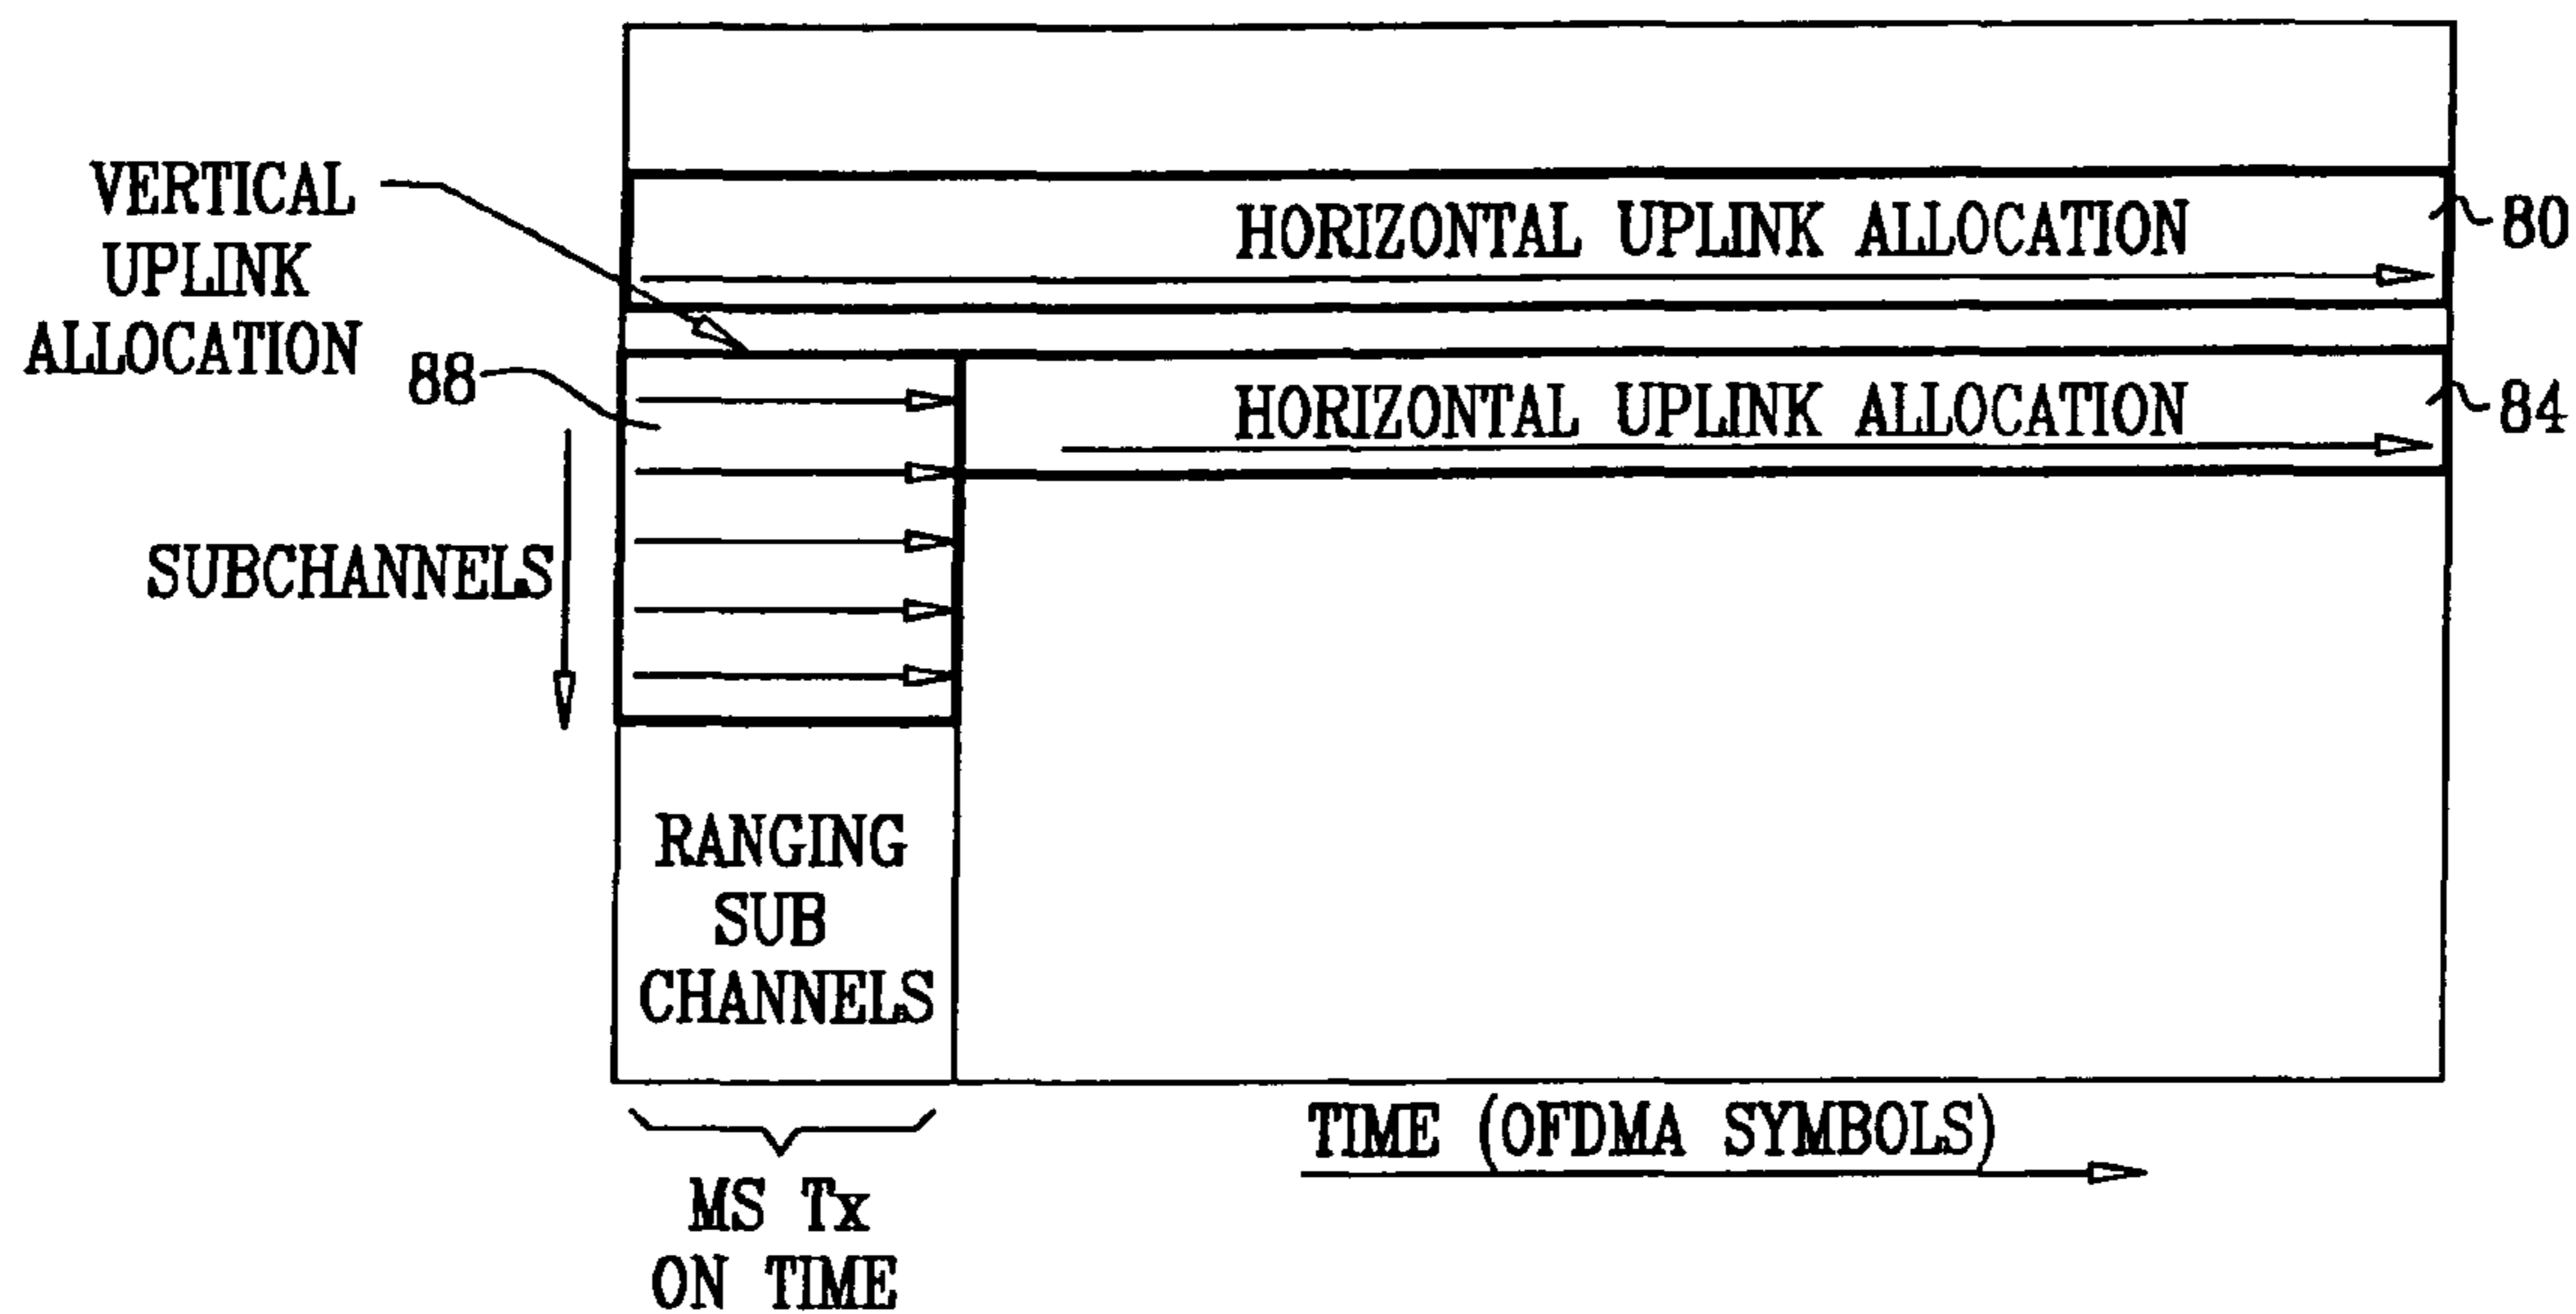 VERTICAL
UPLINK
ALLOCATION
HORIZONTAL UPLINK ALLOCATION
80
88
HORIZONTAL UPLINK ALLOCATION
84
SUBCHANNELS
RANGING
SUB
CHANNELS
TIME (OFDMA SYMBOLS)
MS Tx
ON TIME